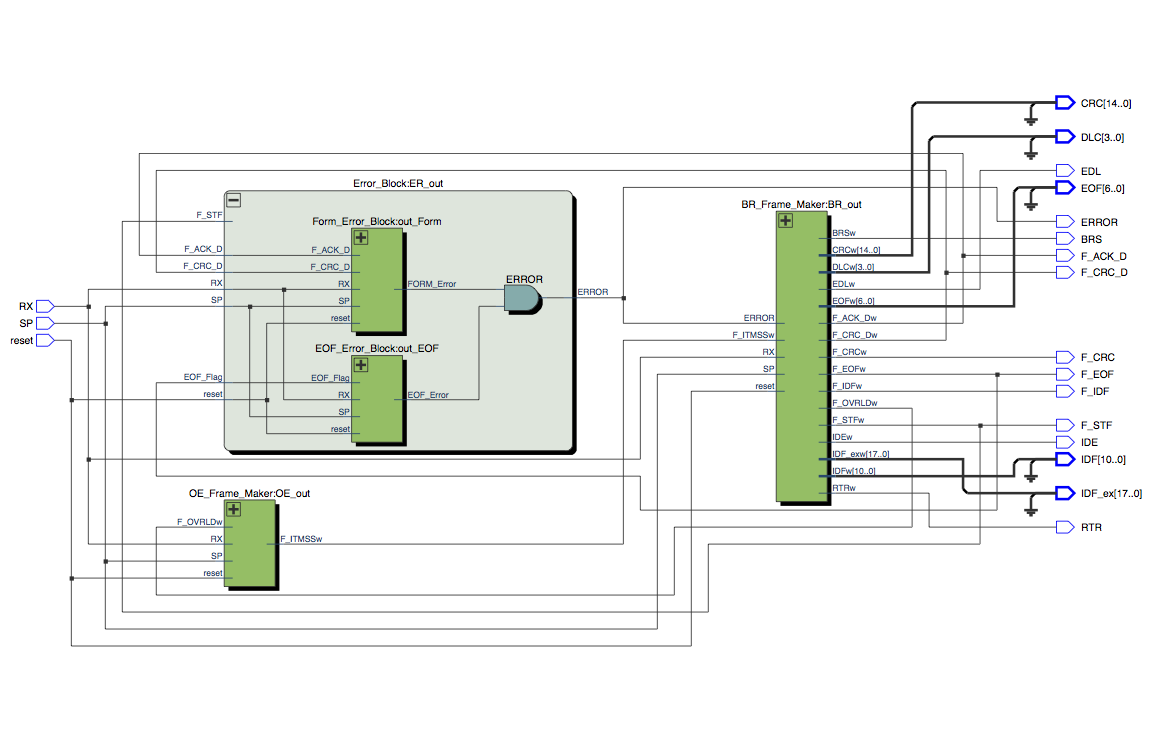 RX
SP
reset
Error_Block:ER_out
F_STF
F_ACK_D
F_CRC_D
RX
SP
EOF_Flag
reset
Form_Error_Block:out_Form
F_ACK_D
F_CRC_D
RX
SP
reset
FORM_Error
EOF_Error_Block:out_EOF
EOF_Flag
RX
SP
reset
EOF_Error
ERROR
ERROR
OE_Frame_Maker:OE_out
F_OVRLDw
RX
SP
reset
F_ITMSSw
BR_Frame_Maker:BR_out
ERROR
F_ITMSSw
RX
SP
reset
BRSw
CRCw[14..0]
DLCw[3..0]
EDLw
EOFw[6..0]
F_ACK_Dw
F_CRC_Dw
F_CRCw
F_EOFw
F_IDFw
F_OVRLDw
F_STFw
IDEw
IDF_exw[17..0]
IDFw[10..0]
RTRw
CRC[14..0]
DLC[3..0]
EDL
EOF[6..0]
ERROR
BRS
F_ACK_D
F_CRC_D
F_CRC
F_EOF
F_IDF
F_STF
IDE
IDF[10..0]
IDF_ex[17..0]
RTR